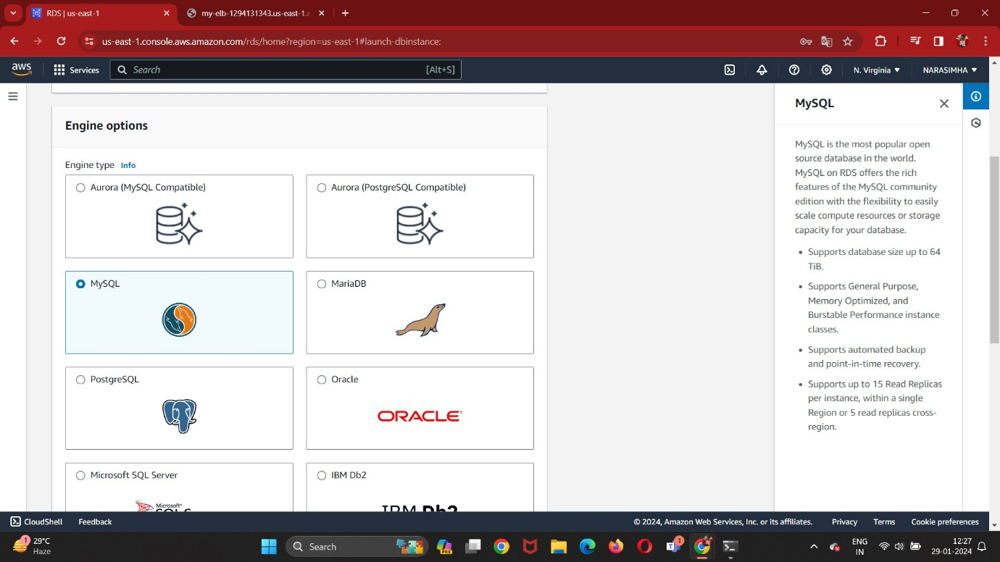 RDS | us-east-1
my-elb-1294131343.us-east-1.e
us-east-1.console.aws.amazon.com/rds/home?region=us-east-1#launch-dbinstance:
aws
Services
Search
[Alt+S]
N. Virginia
NARASIMHA
Engine options
Engine type Info
Aurora (MySQL Compatible)
Aurora (PostgreSQL Compatible)
MySQL
MariaDB
PostgreSQL
Oracle
ORACLE
Microsoft SQL Server
IBM Db2
Microsoft
IBM Db2
MySQL
MySQL is the most popular open
source database in the world.
MySQL on RDS offers the rich
features of the MySQL community
edition with the flexibility to easily
scale compute resources or storage
capacity for your database.
• Supports database size up to 64
TiB.
• Supports General Purpose,
Memory Optimized, and
Burstable Performance instance
classes.
• Supports automated backup
and point-in-time recovery.
• Supports up to 15 Read Replicas
per instance, within a single
Region or 5 read replicas cross-
region.
CloudShell
Feedback
© 2024, Amazon Web Services, Inc. or its affiliates.
Privacy
Terms
Cookie preferences
1
29°C
Haze
Search
PRE
1
ENG
IN
12:27
29-01-2024